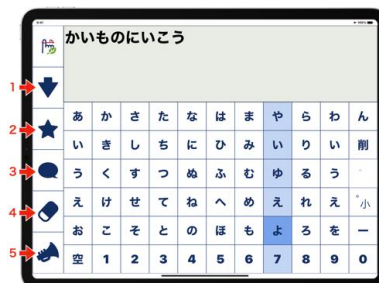 かいものにいこう
1
2
3
4
5
あ か さ た な は ま や ら わ ん
い き し ち に ひ み い り い 削
う く す つ ぬ ふ む ゆ る う
え け せ て ね へ め え れ え 小
お こ そ と の ほ も よ ろ を ー
空 1 2 3 4 5 6 7 8 9 0